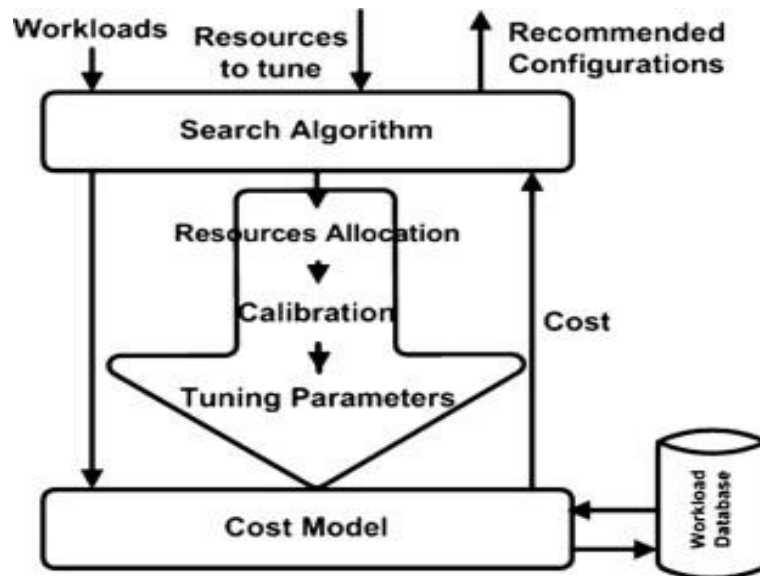 Workloads
Resources
to tune
Recommended
Configurations
Search Algorithm
Resources Allocation
Calibration
Cost
Tuning Parameters
Cost Model
Workload
Database